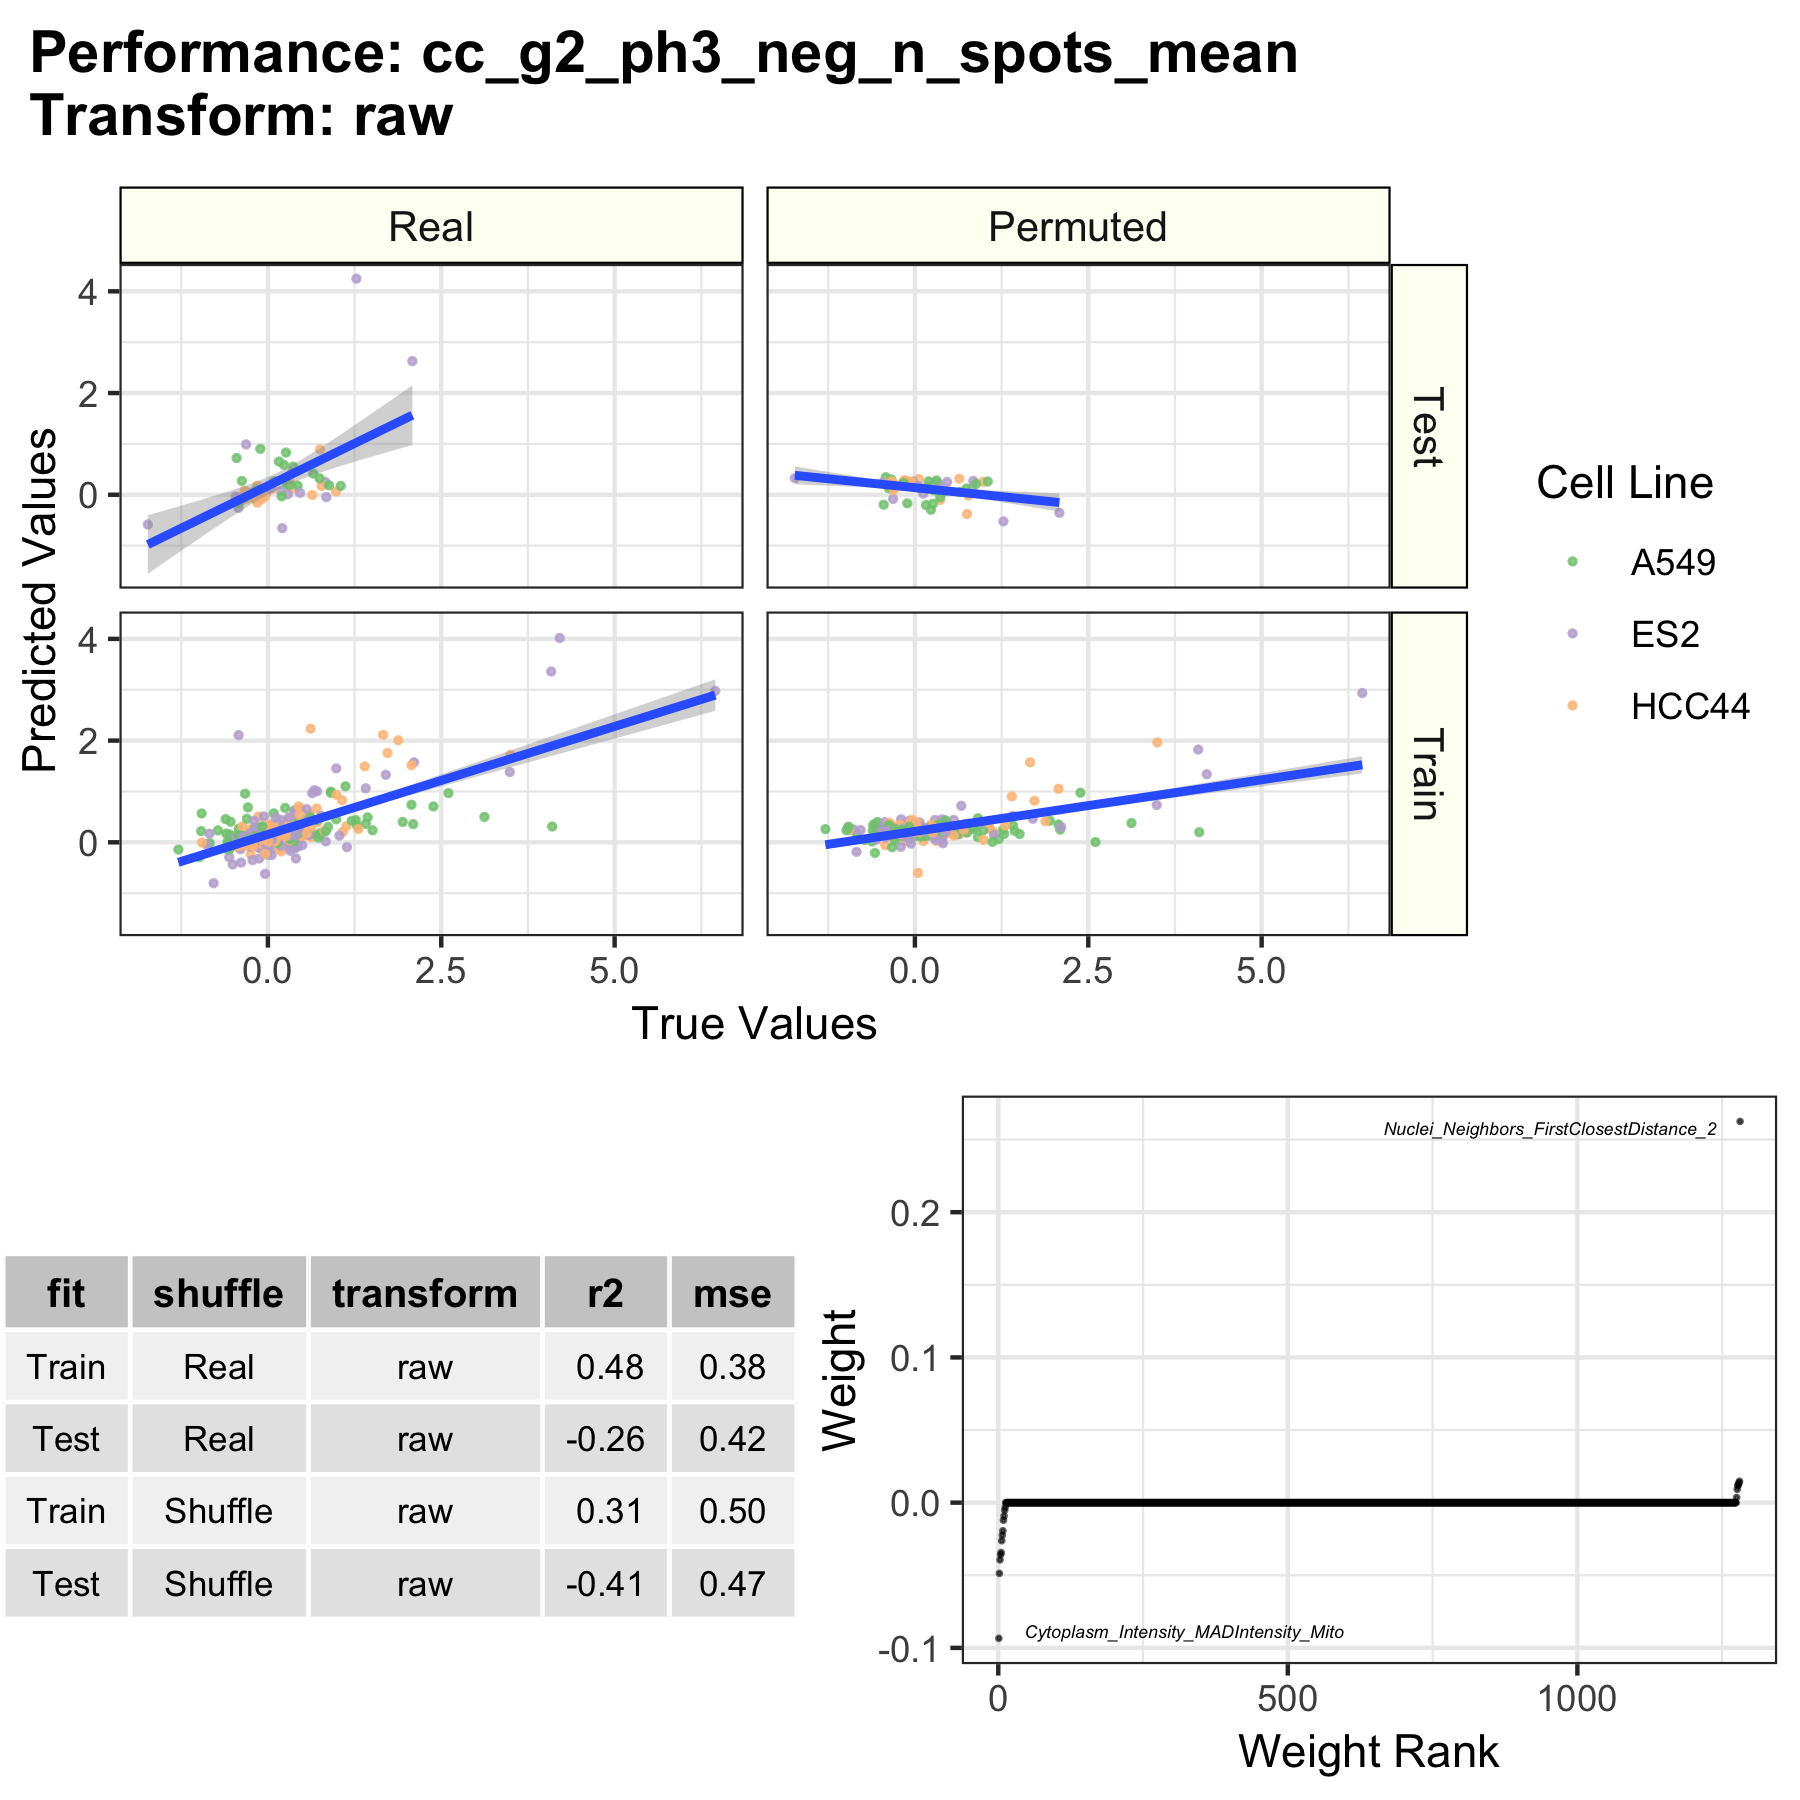 Performance: cc_g2_ph3_neg_n_spots_mean
Transform: raw
Real
Permuted
4
2
0
Test
4
2
0
Train
Predicted Values
0.0
2.5
5.0
0.0
2.5
5.0
True Values
Cell Line
A549
ES2
HCC44
fit shuffle transform r2 mse
Train Real raw 0.48 0.38
Test Real raw -0.26 0.42
Train Shuffle raw 0.31 0.50
Test Shuffle raw -0.41 0.47
Nuclei_Neighbors_FirstClosestDistance_2
0.2
0.1
0.0
-0.1
Weight
Cytoplasm_Intensity_MADIntensity_Mito
0
500
1000
Weight Rank